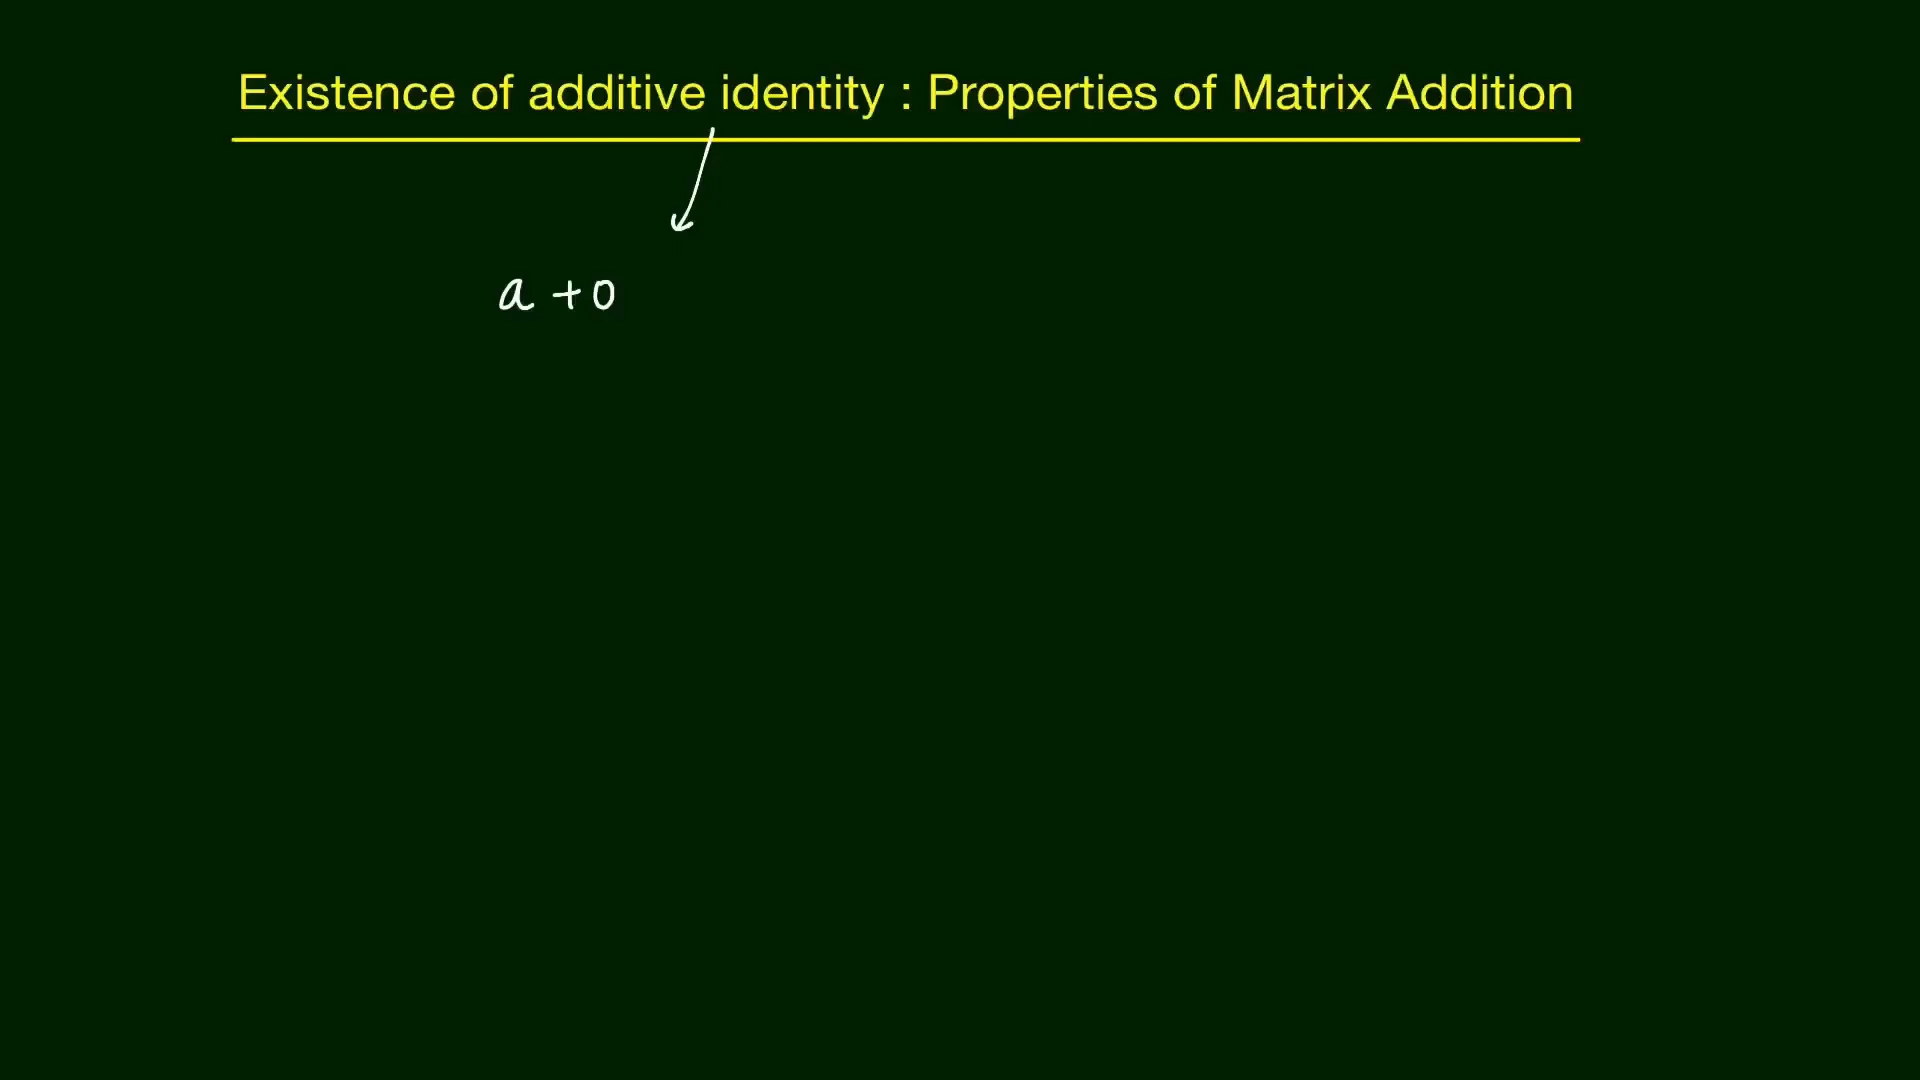 Existence of additive identity : Properties of Matrix Addition
a + 0